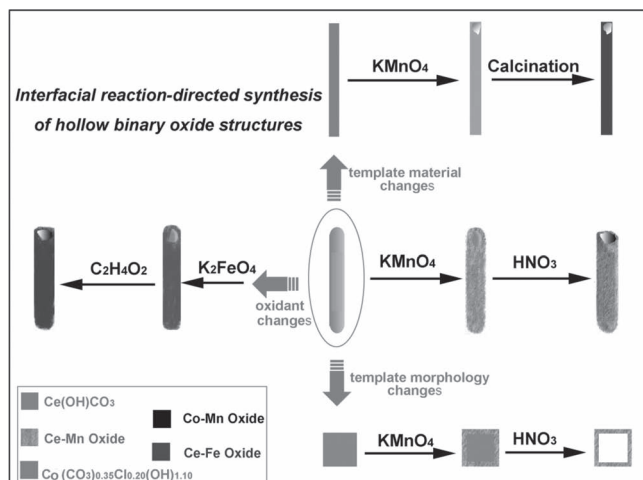 KMnO₄
Calcination
Interfacial reaction-directed synthesis
of hollow binary oxide structures
template material
changes
C₂H₄O₂
K₂FeO₄
oxidant
changes
KMnO₄
HNO₃
template morphology
changes
KMnO₄
HNO₃
Ce(OH)CO₃
Co-Mn Oxide
Ce-Mn Oxide
Ce-Fe Oxide
Co (CO₃)₀.₃₅Cl₀.₂₀(OH)₁.₁₀